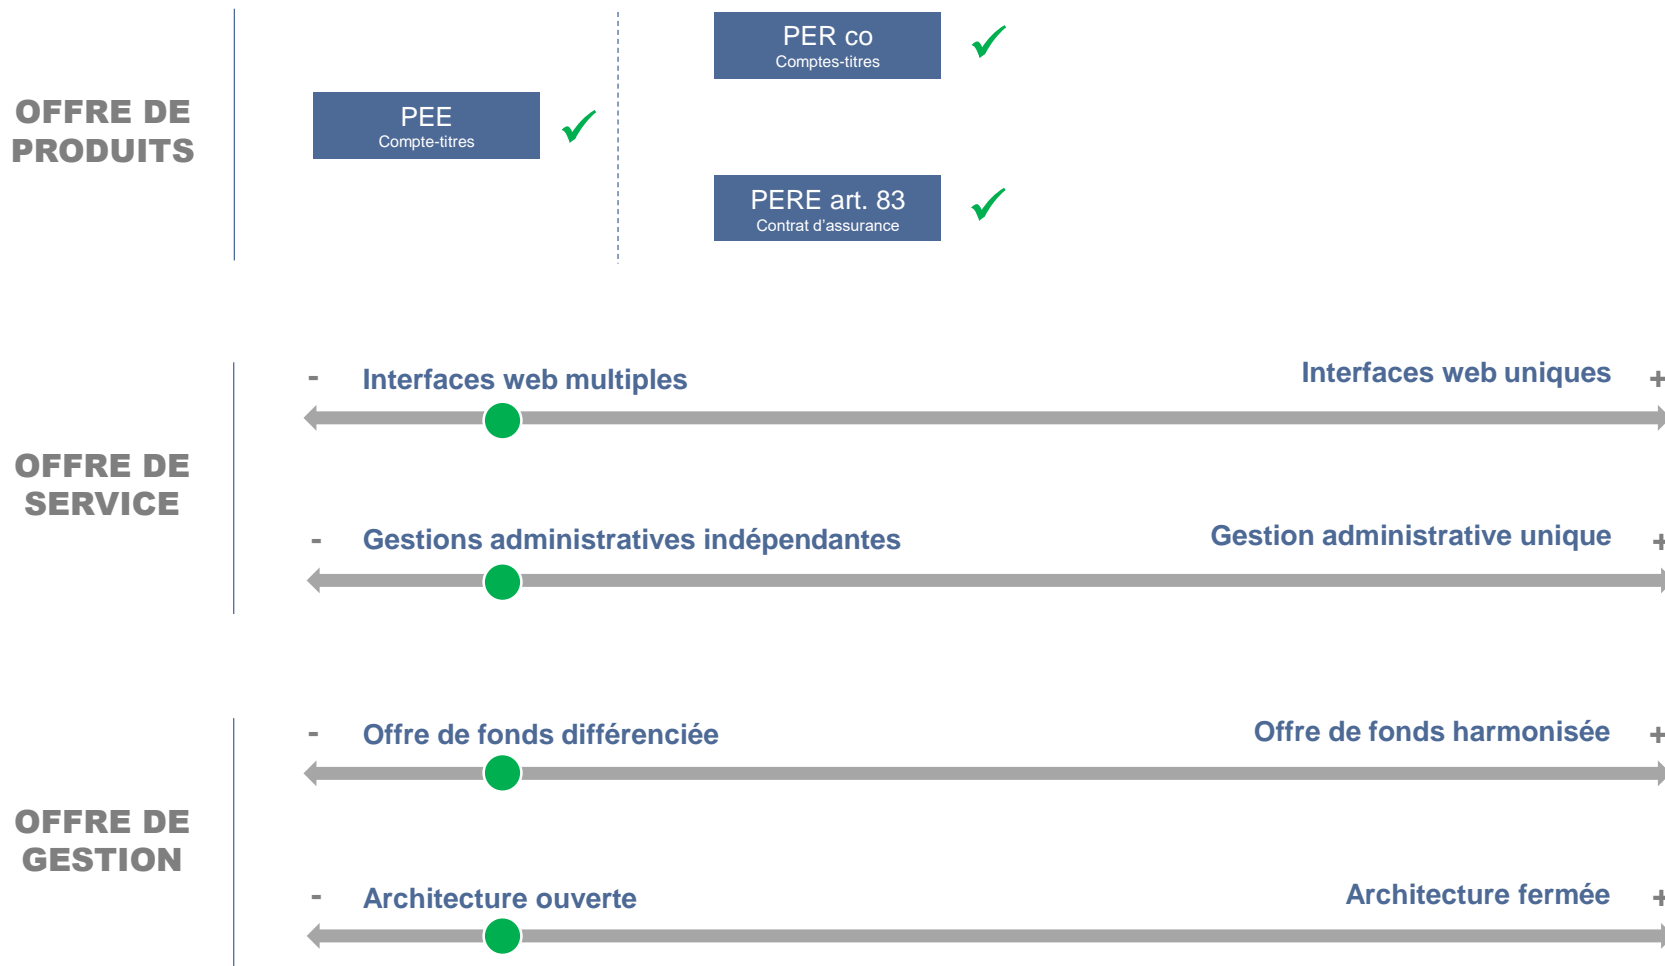 OFFRE DE
PRODUITS
PEE
Compte-titres
PER co
Comptes-titres
PERE art. 83
Contrat d'assurance
OFFRE DE
SERVICE
- Interfaces web multiples
Interfaces web uniques +
- Gestions administratives indépendantes
Gestion administrative unique +
OFFRE DE
GESTION
- Offre de fonds différenciée
Offre de fonds harmonisée +
- Architecture ouverte
Architecture fermée +